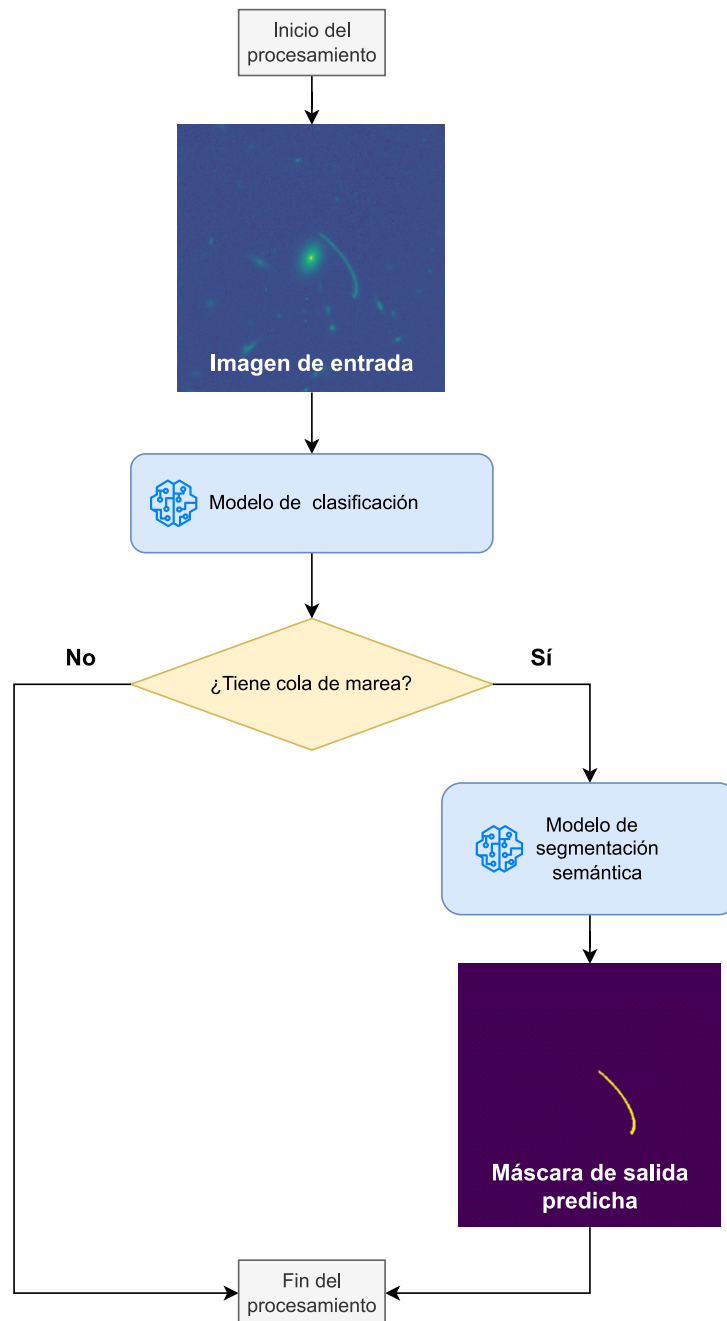 Inicio del
procesamiento
Imagen de entrada
Modelo de clasificación
¿Tiene cola de marea?
No
Sí
Modelo de
segmentación
semántica
Máscara de salida
predicha
Fin del
procesamiento